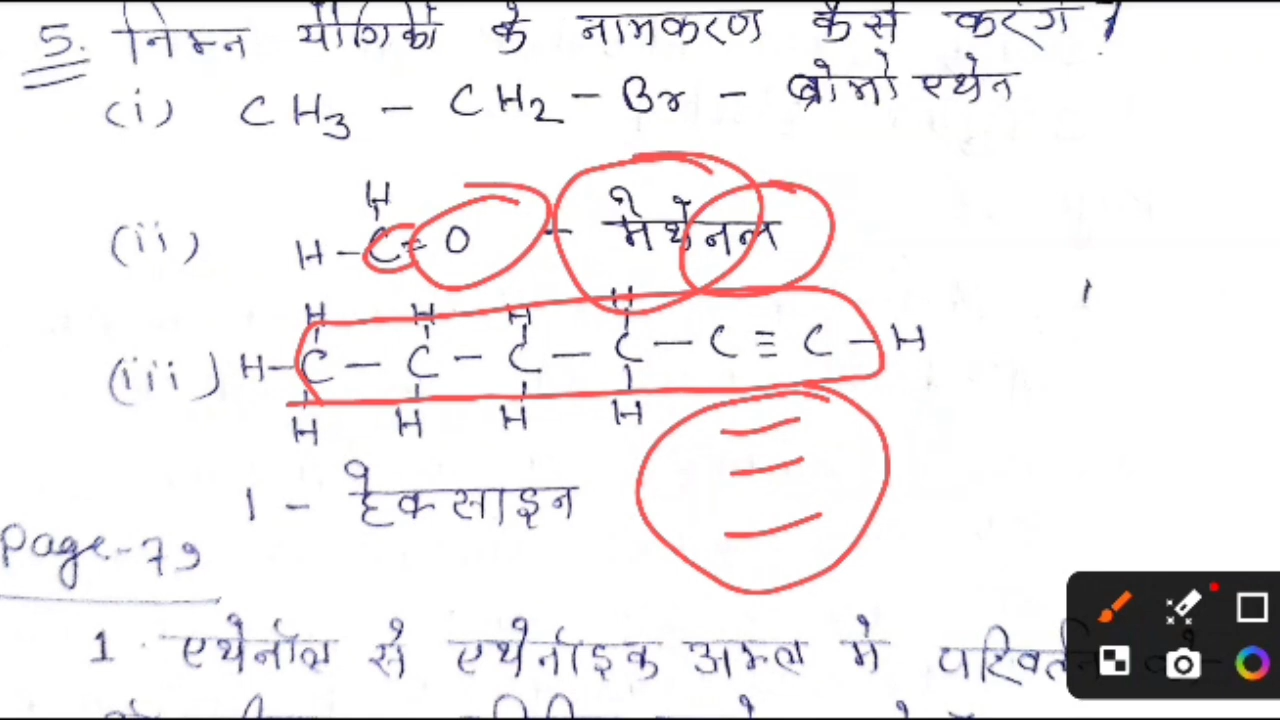 5. निम्न यौगिकों के नामकरण कैसे करेंगे ?
(i) CH3 - CH2 - Br - ब्रोमो एथेन
H
(ii) H - C = O - मेथेनल
H H H H
(iii) H - C - C - C - C - C ≡ C - H
H H H H
1 - हैक्साइन
Page - 79
1. एथेनॉल से एथेनॉइक अम्ल में परिवर्तन